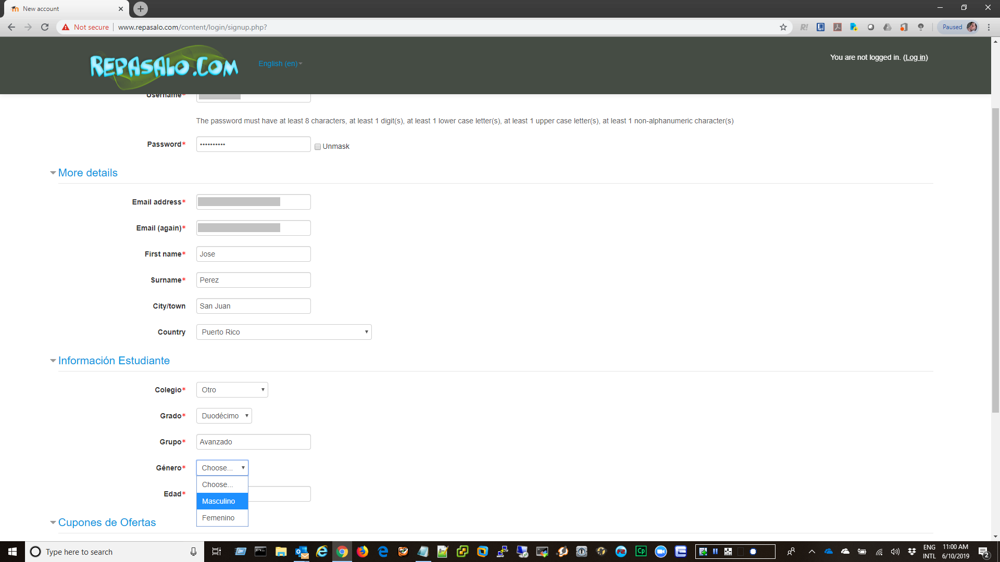 New account
Not secure
www.repasalo.com/content/login/signup.php?
Paused
REPASALO.COM
English (en)
You are not logged in. (Log in)
Username*
The password must have at least 8 characters, at least 1 digit(s), at least 1 lower case letter(s), at least 1 upper case letter(s), at least 1 non-alphanumeric character(s)
Password*
Unmask
More details
Email address*
Email (again)*
First name* Jose
Surname* Perez
City/town San Juan
Country Puerto Rico
Información Estudiante
Colegio* Otro
Grado* Duodécimo
Grupo* Avanzado
Género* Choose...
Choose...
Edad*
Masculino
Femenino
Cupones de Ofertas
Type here to search
ENG
INTL
11:00 AM
6/10/2019
2